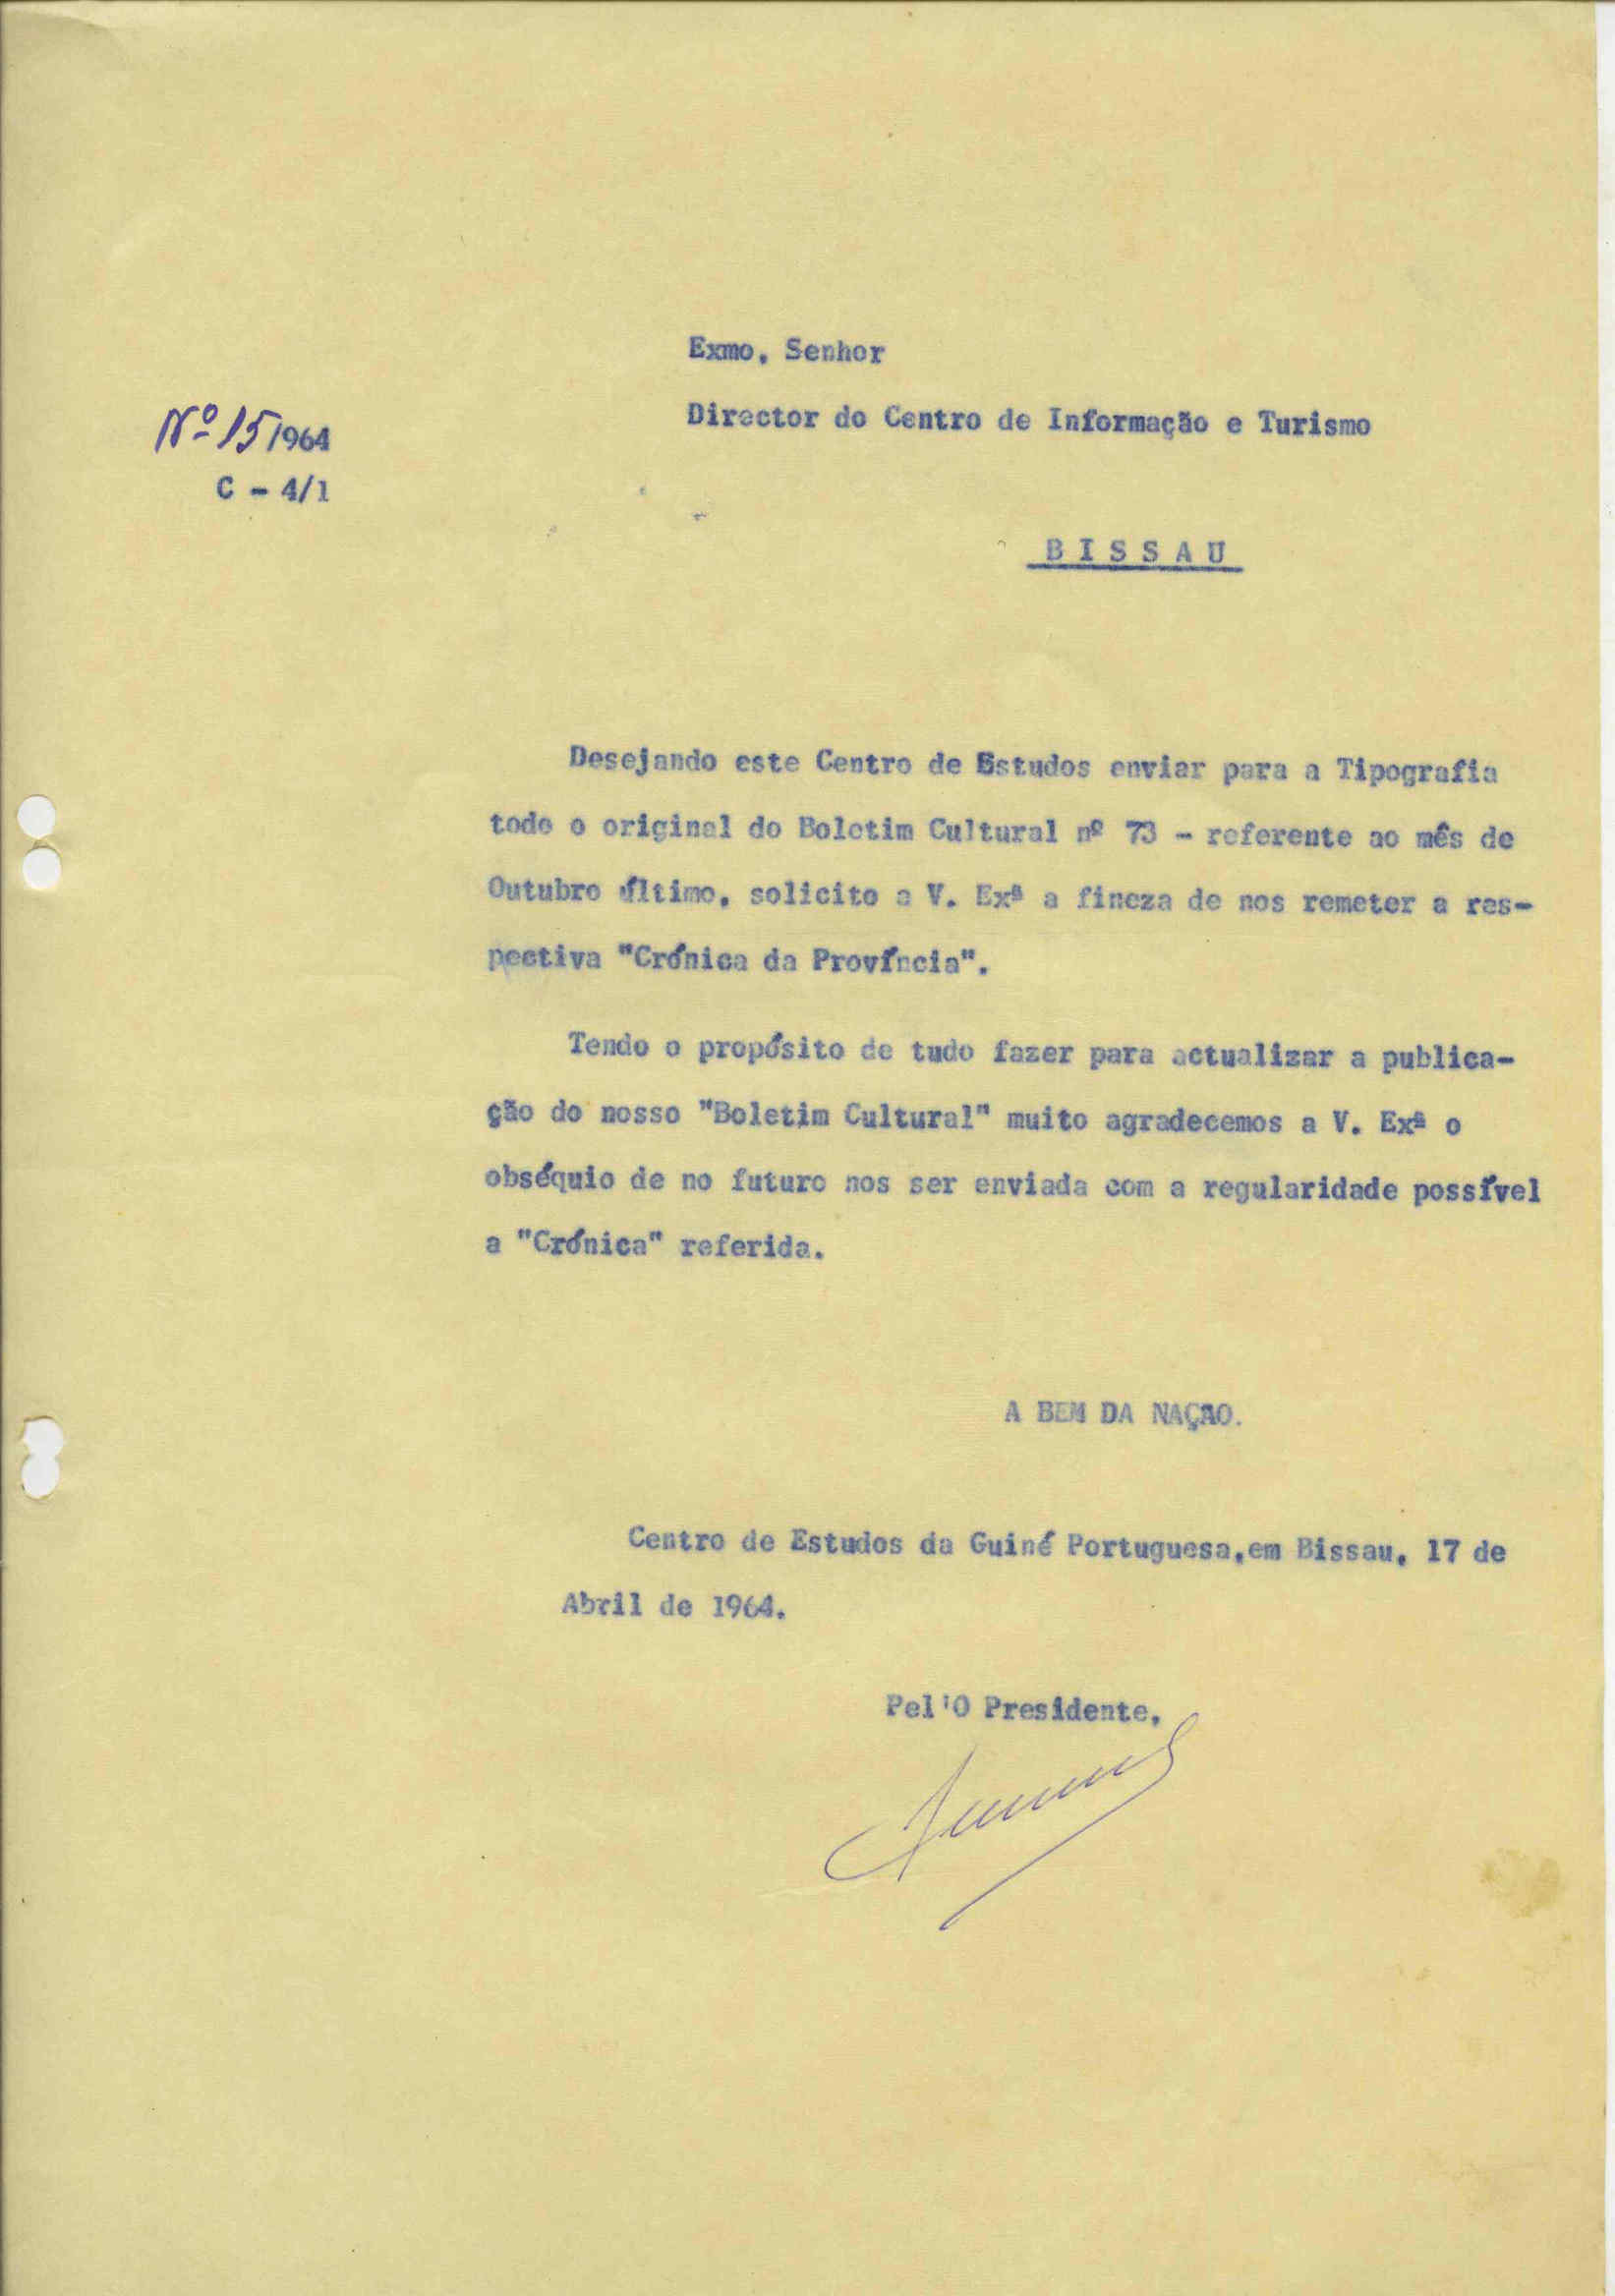 Exmo. Senhor
Director do Centro de Informação e Turismo
Nº 15/1964
C - 4/1
BISSAU
Desejando este Centro de Estudos enviar para a Tipografia
todo o original do Boletim Cultural nº 73 - referente ao mês de
Outubro último, solicito a V. Exª a fineza de nos remeter a res-
pectiva "Crónica da Província".
Tendo o propósito de tudo fazer para actualizar a publica-
ção do nosso "Boletim Cultural" muito agradecemos a V. Exª o
obséquio de no futuro nos ser enviada com a regularidade possível
a "Crónica" referida.
A BEM DA NAÇAO.
Centro de Estudos da Guiné Portuguesa,em Bissau, 17 de
Abril de 1964.
Pel'O Presidente,